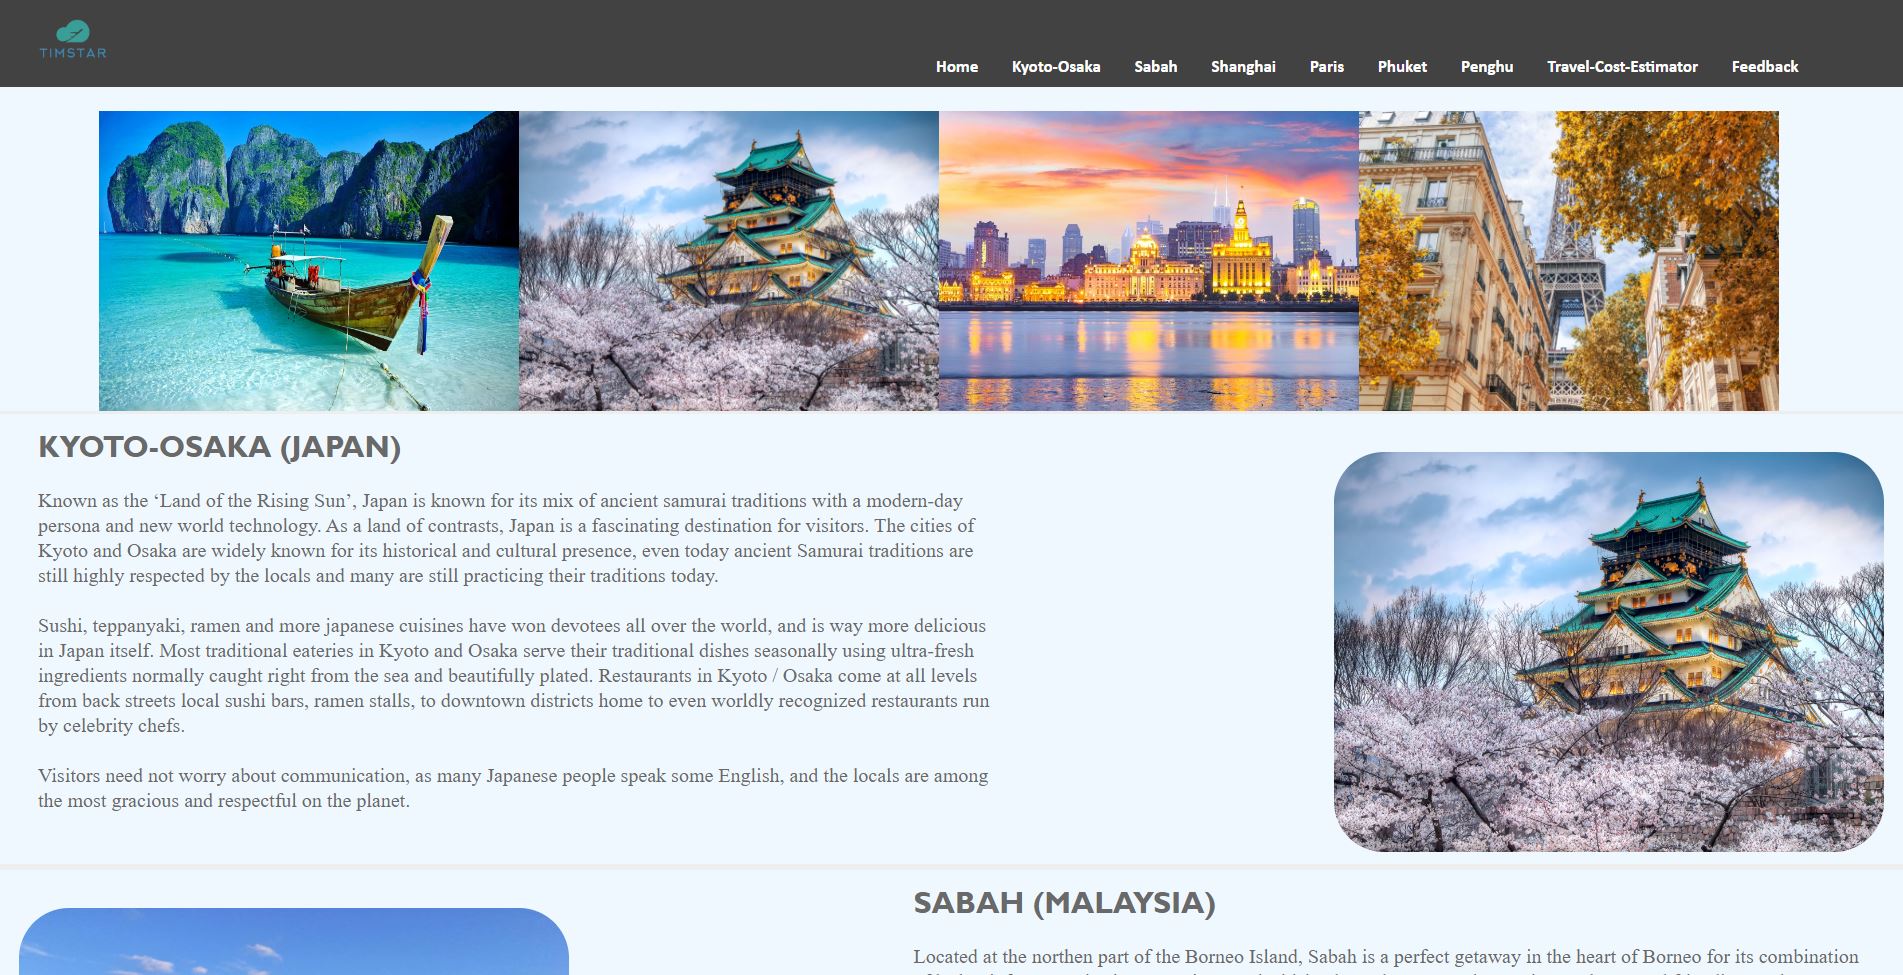 TIMSTAR
Home Kyoto-Osaka Sabah Shanghai Paris Phuket Penghu Travel-Cost-Estimator Feedback
KYOTO-OSAKA (JAPAN)
Known as the ‘Land of the Rising Sun’, Japan is known for its mix of ancient samurai traditions with a modern-day
persona and new world technology. As a land of contrasts, Japan is a fascinating destination for visitors. The cities of
Kyoto and Osaka are widely known for its historical and cultural presence, even today ancient Samurai traditions are
still highly respected by the locals and many are still practicing their traditions today.
Sushi, teppanyaki, ramen and more japanese cuisines have won devotees all over the world, and is way more delicious
in Japan itself. Most traditional eateries in Kyoto and Osaka serve their traditional dishes seasonally using ultra-fresh
ingredients normally caught right from the sea and beautifully plated. Restaurants in Kyoto / Osaka come at all levels
from back streets local sushi bars, ramen stalls, to downtown districts home to even worldly recognized restaurants run
by celebrity chefs.
Visitors need not worry about communication, as many Japanese people speak some English, and the locals are among
the most gracious and respectful on the planet.
SABAH (MALAYSIA)
Located at the northen part of the Borneo Island, Sabah is a perfect getaway in the heart of Borneo for its combination